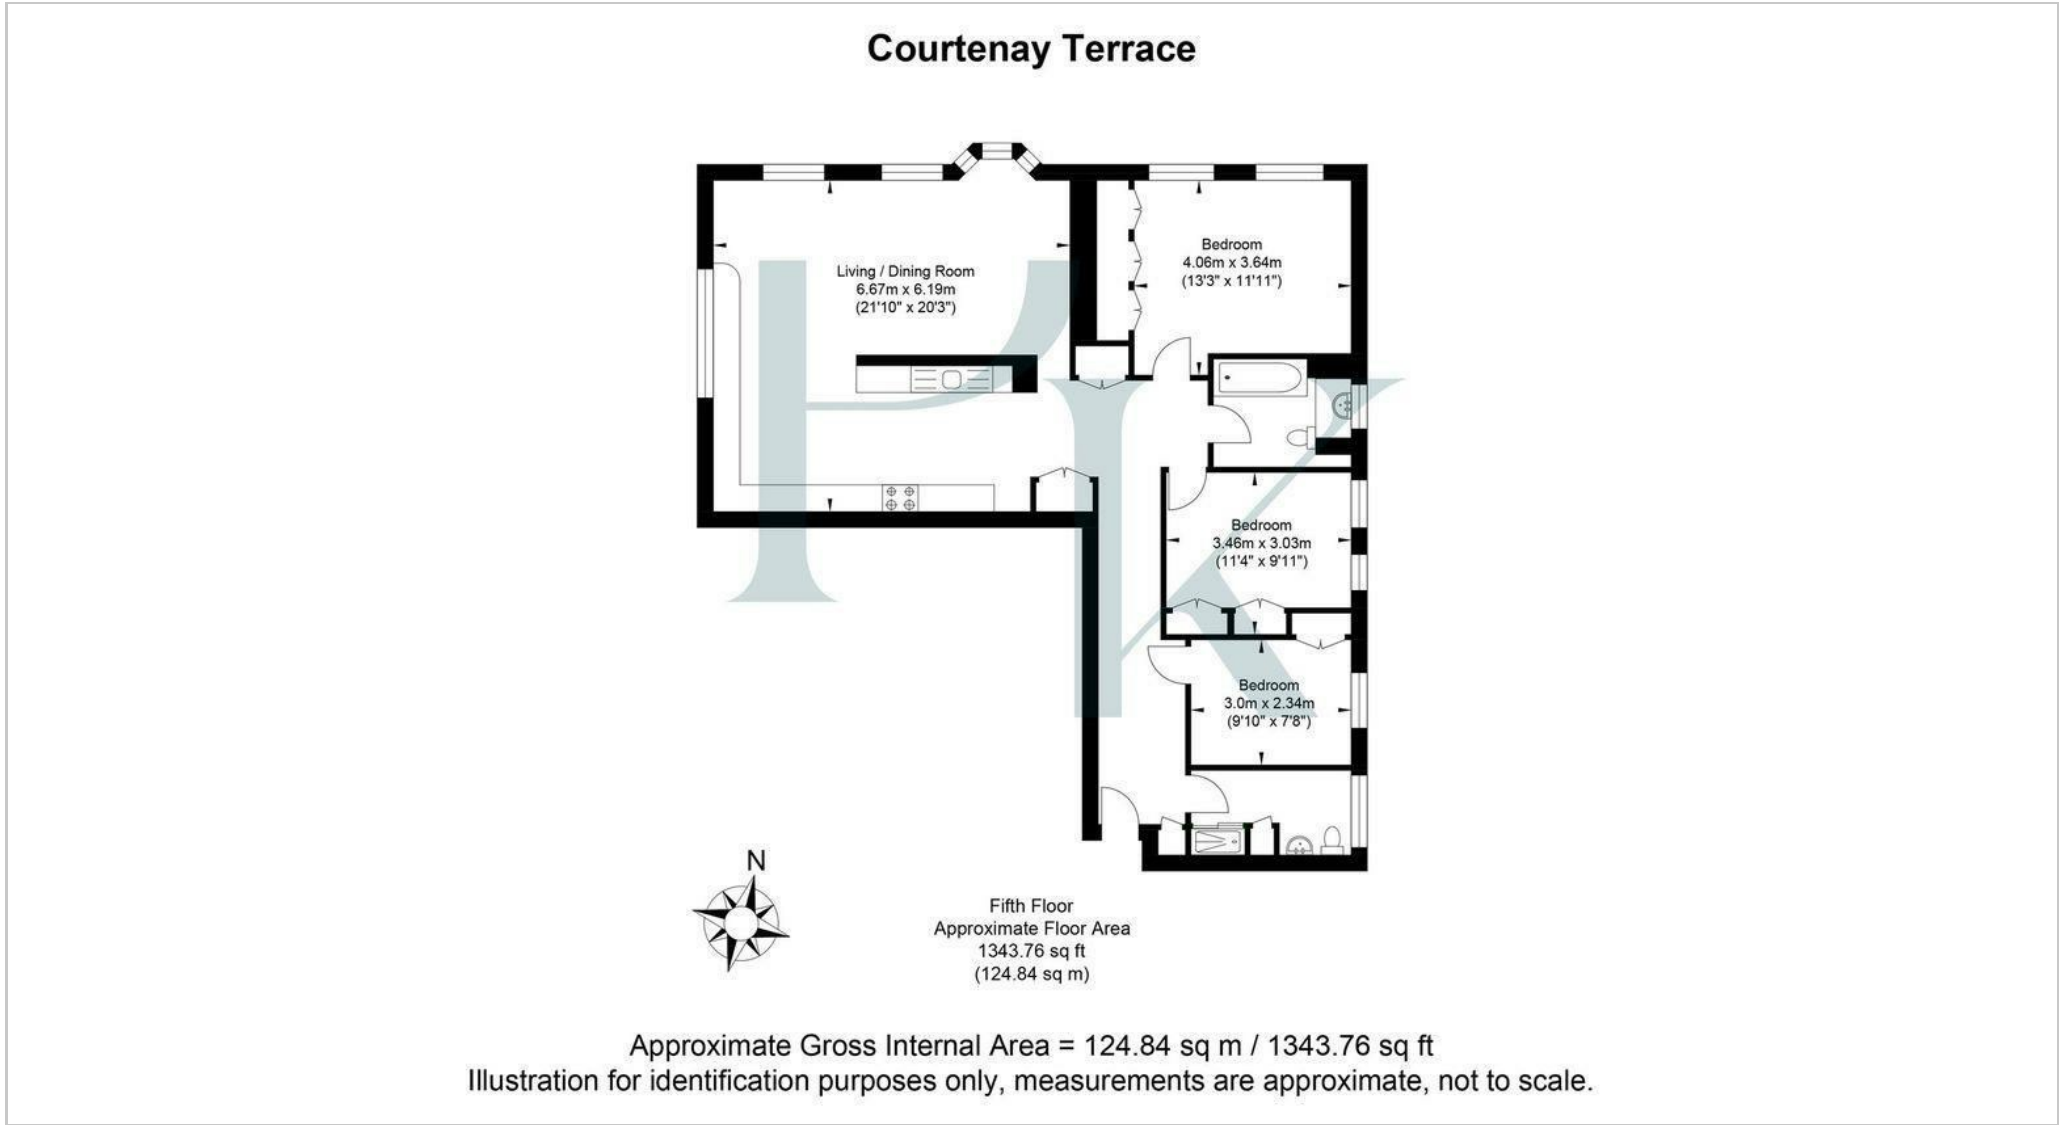 Courtenay Terrace
Living / Dining Room
6.67m x 6.19m
(21'10" x 20'3")
Bedroom
4.06m x 3.64m
(13'3" x 11'11")
Bedroom
3.46m x 3.03m
(11'4" x 9'11")
Bedroom
3.0m x 2.34m
(9'10" x 7'8")
N
Fifth Floor
Approximate Floor Area
1343.76 sq ft
(124.84 sq m)
Approximate Gross Internal Area = 124.84 sq m / 1343.76 sq ft
Illustration for identification purposes only, measurements are approximate, not to scale.